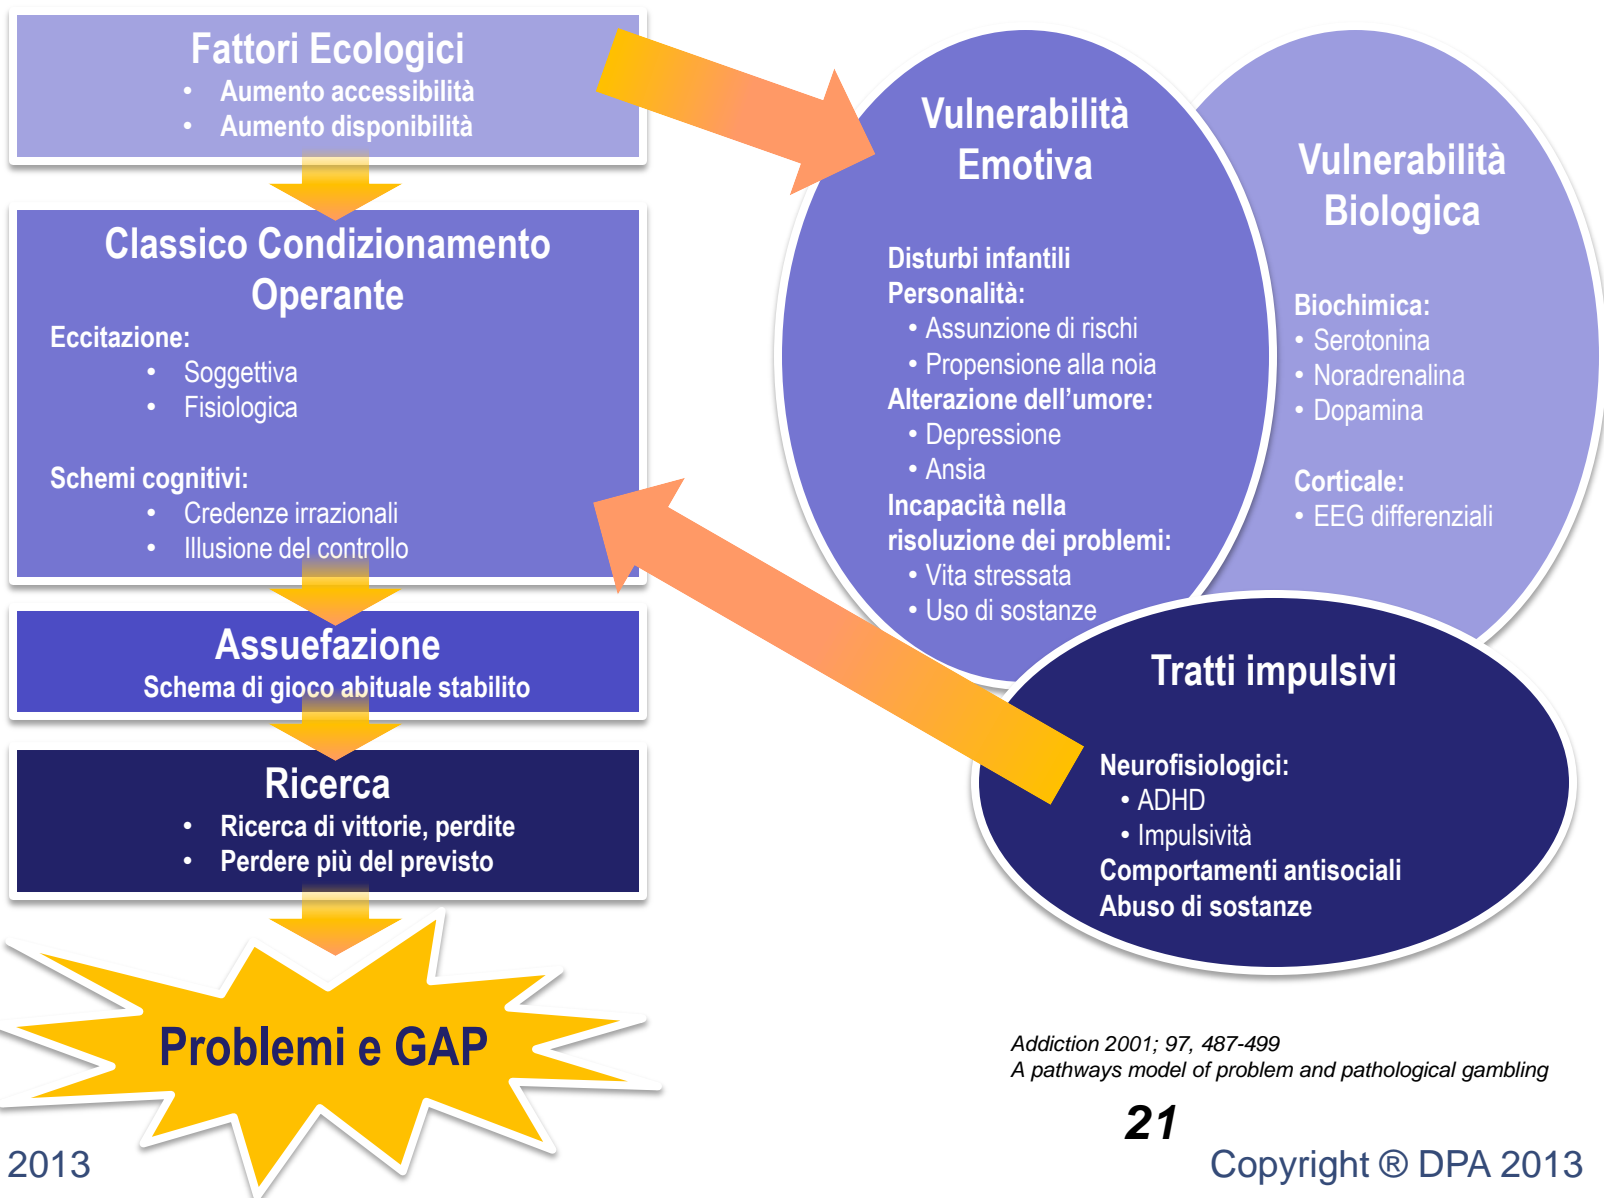 Fattori Ecologici
• Aumento accessibilità
• Aumento disponibilità
Classico Condizionamento
Operante
Eccitazione:
• Soggettiva
• Fisiologica
Schemi cognitivi:
• Credenze irrazionali
• Illusione del controllo
Assuefazione
Schema di gioco abituale stabilito
Ricerca
• Ricerca di vittorie, perdite
• Perdere più del previsto
Problemi e GAP
Vulnerabilità
Emotiva
Disturbi infantili
Personalità:
• Assunzione di rischi
• Propensione alla noia
Alterazione dell’umore:
• Depressione
• Ansia
Incapacità nella
risoluzione dei problemi:
• Vita stressata
• Uso di sostanze
Vulnerabilità
Biologica
Biochimica:
• Serotonina
• Noradrenalina
• Dopamina
Corticale:
• EEG differenziali
Tratti impulsivi
Neurofisiologici:
• ADHD
• Impulsività
Comportamenti antisociali
Abuso di sostanze
Addiction 2001; 97, 487-499
A pathways model of problem and pathological gambling
21
2013
Copyright ® DPA 2013